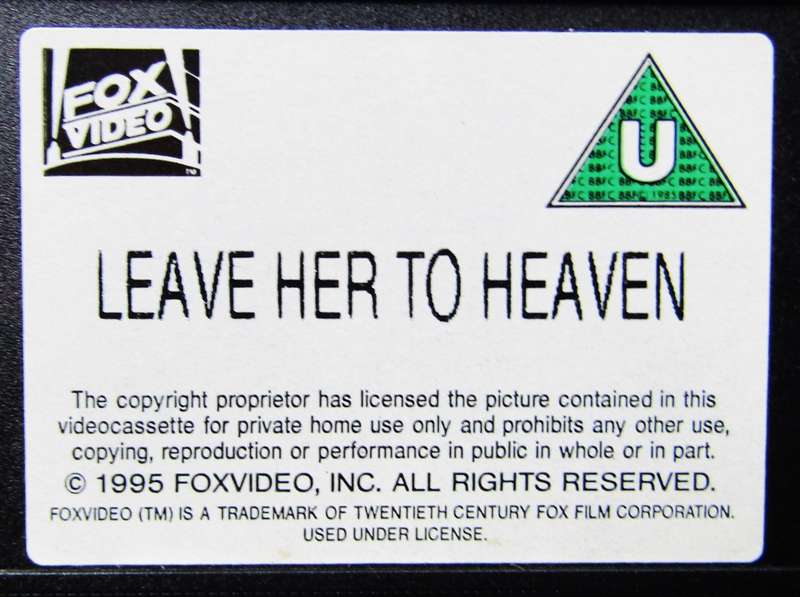 FOX
VIDEO
TM
U
BBFC 1985
LEAVE HER TO HEAVEN
The copyright proprietor has licensed the picture contained in this
videocassette for private home use only and prohibits any other use,
copying, reproduction or performance in public in whole or in part.
© 1995 FOXVIDEO, INC. ALL RIGHTS RESERVED.
FOXVIDEO (TM) IS A TRADEMARK OF TWENTIETH CENTURY FOX FILM CORPORATION.
USED UNDER LICENSE.